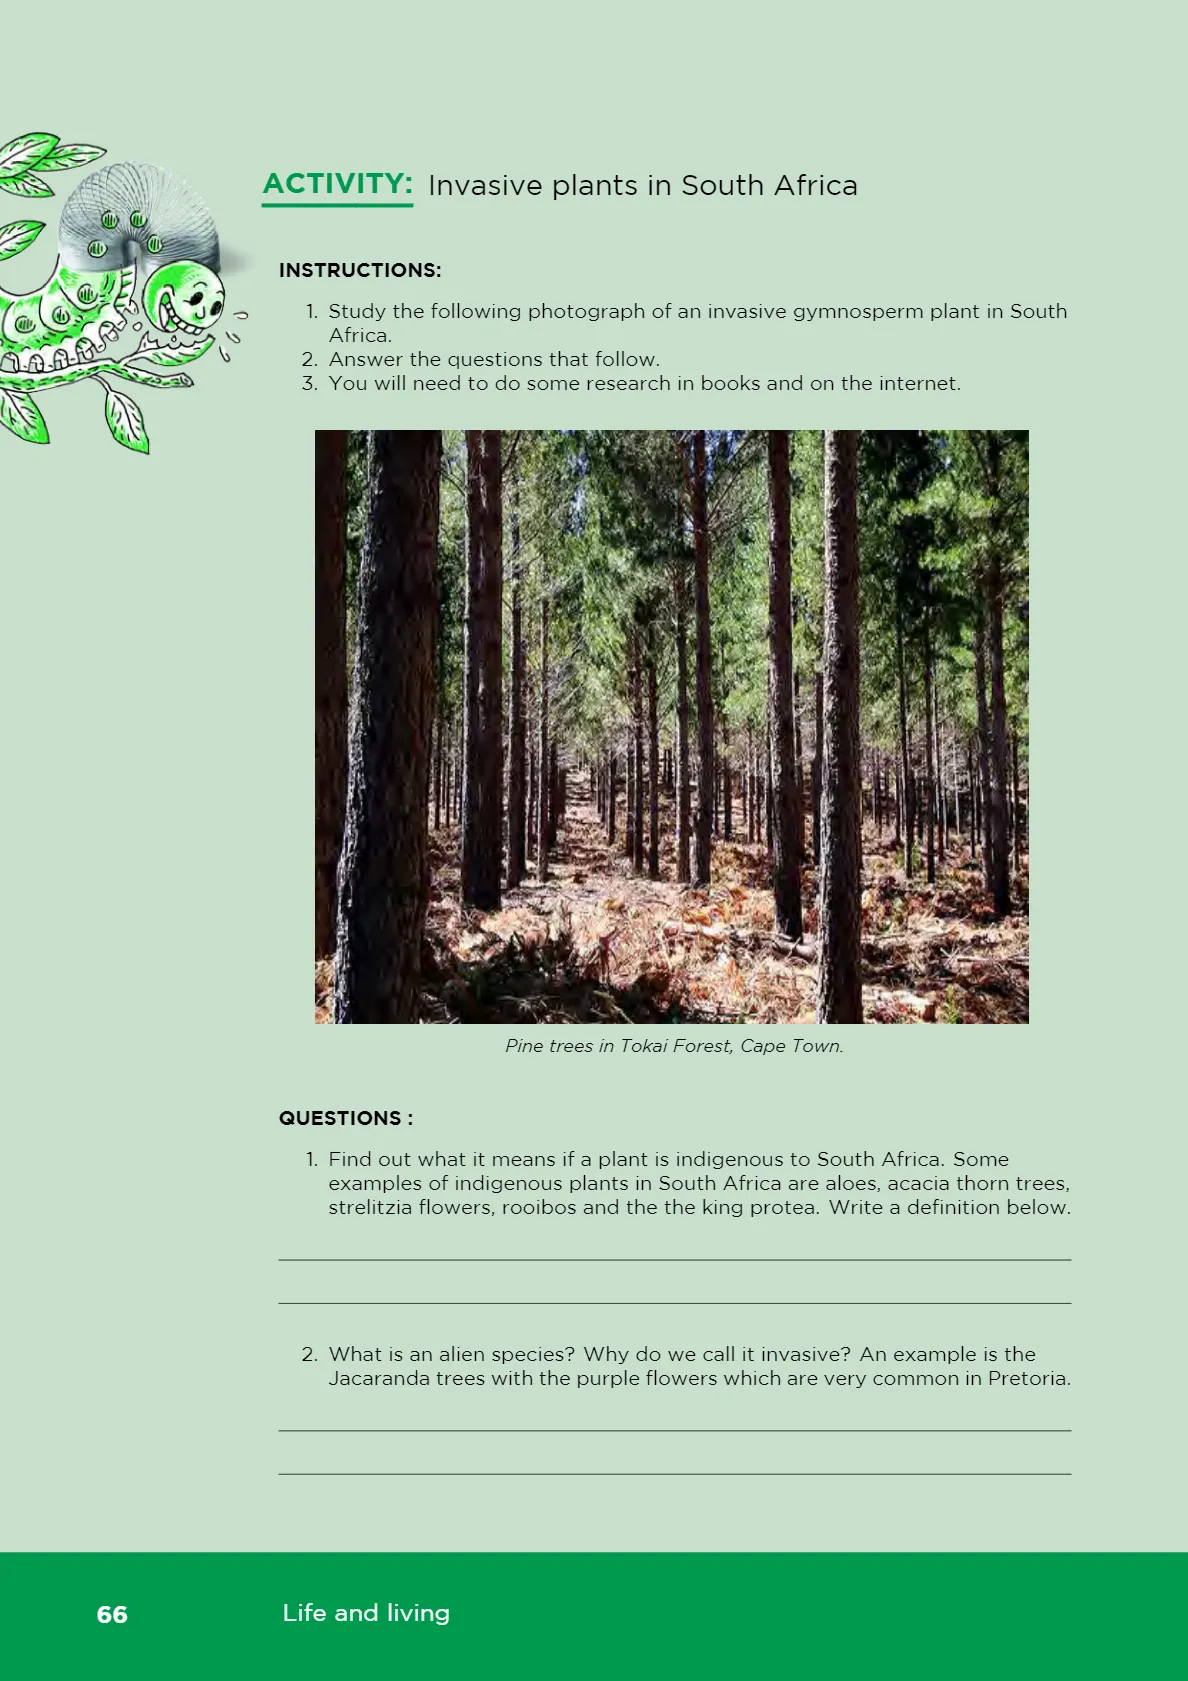 ACTIVITY: Invasive plants in South Africa
INSTRUCTIONS:
1. Study the following photograph of an invasive gymnosperm plant in South
Africa.
2. Answer the questions that follow.
3. You will need to do some research in books and on the internet.
Pine trees in Tokai Forest, Cape Town.
QUESTIONS :
1. Find out what it means if a plant is indigenous to South Africa. Some
examples of indigenous plants in South Africa are aloes, acacia thorn trees,
strelitzia flowers, rooibos and the the king protea. Write a definition below.
2. What is an alien species? Why do we call it invasive? An example is the
Jacaranda trees with the purple flowers which are very common in Pretoria.
66 Life and living